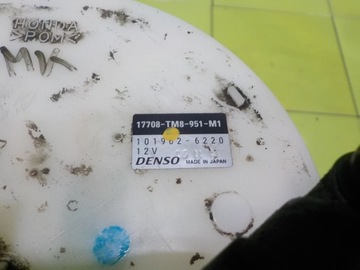 HONDA
>POM<
MK
17708-TM8-951-M1
101962-6220
12V
DENSO MADE IN JAPAN